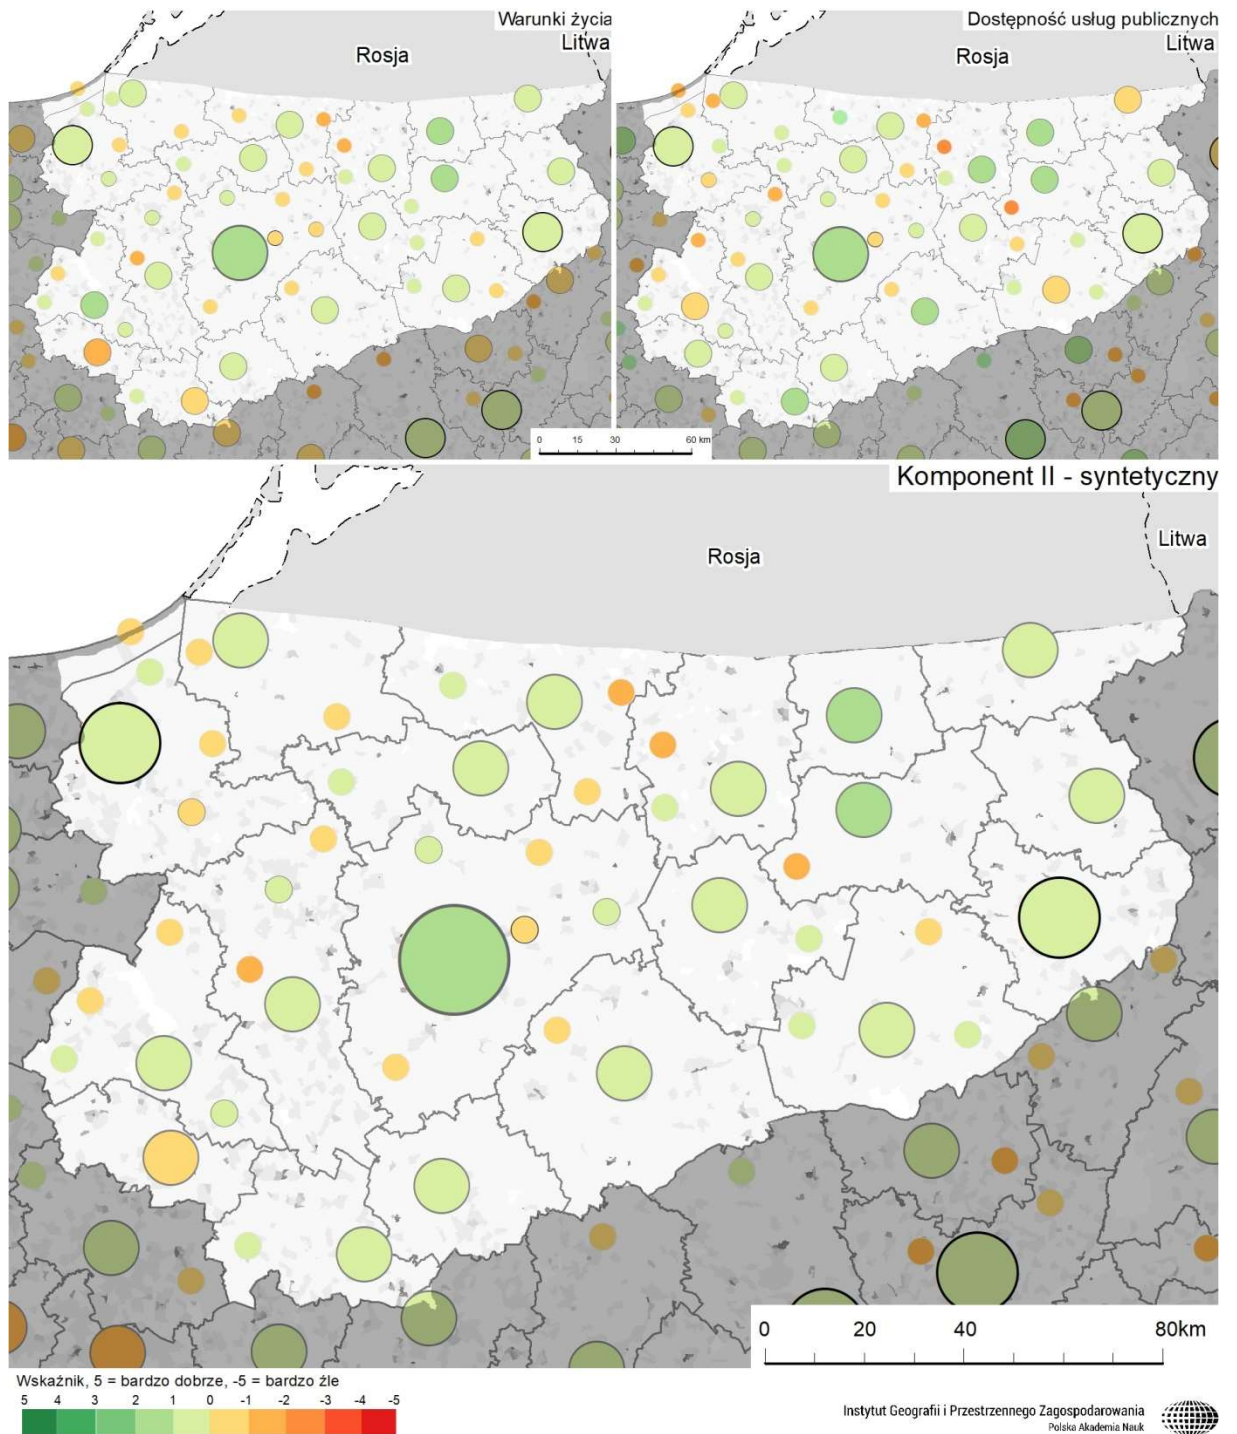 Warunki życia
Litwa
Rosja
0 15 30 60 km
Dostępność usług publicznych
Litwa
Rosja
Komponent II - syntetyczny
Litwa
Rosja
0 20 40 80km
Wskaźnik, 5 = bardzo dobrze, -5 = bardzo źle
5 4 3 2 1 0 -1 -2 -3 -4 -5
Instytut Geografii i Przestrzennego Zagospodarowania
Polska Akademia Nauk